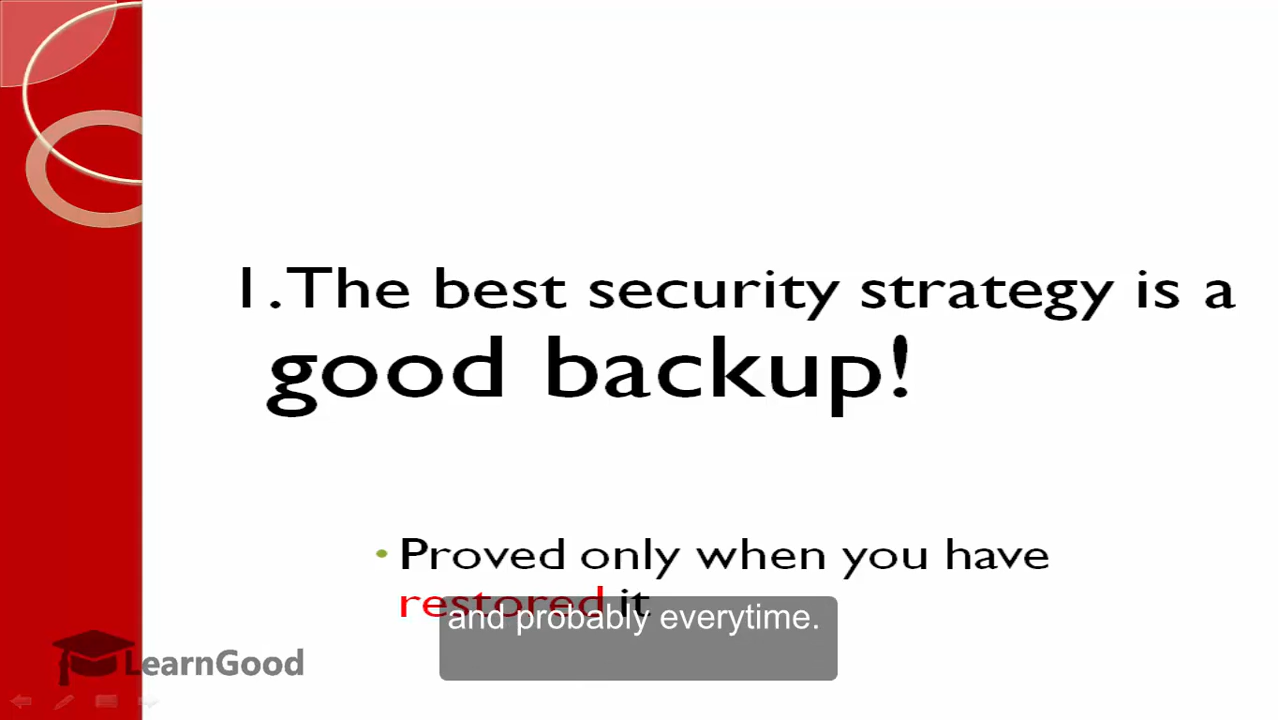 1. The best security strategy is a
good backup!
• Proved only when you have
restored it
and probably everytime.
LearnGood